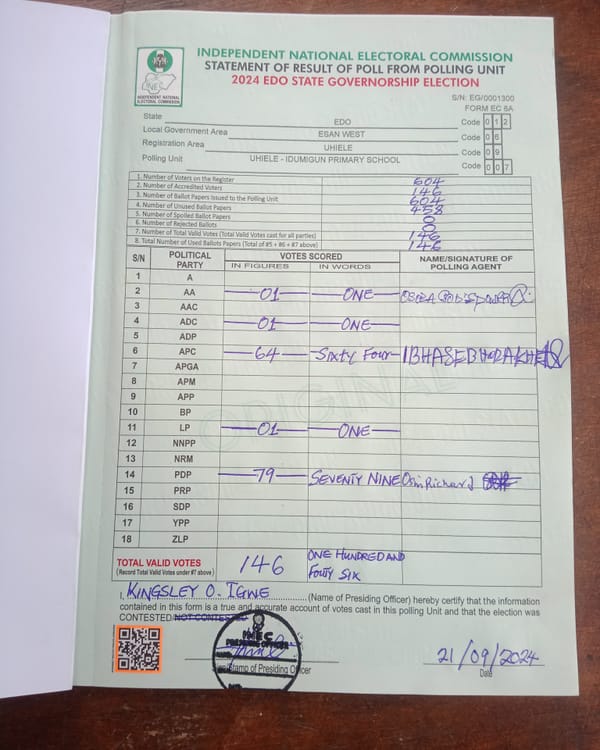 INDEPENDENT NATIONAL ELECTORAL COMMISSION
STATEMENT OF RESULT OF POLL FROM POLLING UNIT
2024 EDO STATE GOVERNORSHIP ELECTION
INEC
INDEPENDENT NATIONAL
ELECTORAL COMMISSION
S/N: EG/0001300
FORM EC 8A
State EDO Code 0 1 2
Local Government Area ESAN WEST Code 0 6
Registration Area UHIELE Code 0 9
Polling Unit UHIELE - IDUMIGUN PRIMARY SCHOOL Code 0 0 7
1. Number of Voters on the Register 604
2. Number of Accredited Voters 146
3. Number of Ballot Papers Issued to the Polling Unit 604
4. Number of Unused Ballot Papers 458
5. Number of Spoiled Ballot Papers 0
6. Number of Rejected Ballots 0
7. Number of Total Valid Votes (Total Valid Votes cast for all parties) 146
8. Total Number of Used Ballots Papers (Total of #5 + #6 + #7 above) 146
S/N POLITICAL PARTY VOTES SCORED NAME/SIGNATURE OF POLLING AGENT
IN FIGURES IN WORDS
1 A
2 AA 01 ONE
3 AAC
4 ADC 01 ONE
5 ADP
6 APC 64 Sixty Four
7 APGA
8 APM
9 APP
10 BP
11 LP 01 ONE
12 NNPP
13 NRM
14 PDP 79 SEVENTY NINE Richard
15 PRP
16 SDP
17 YPP
18 ZLP
ORIGINAL
TOTAL VALID VOTES 146 ONE HUNDRED AND
(Record Total Valid Votes under #7 above) Fourty Six
I, KINGSLEY O. IGWE (Name of Presiding Officer) hereby certify that the information
contained in this form is a true and accurate account of votes cast in this polling Unit and that the election was
CONTESTED/NOT CONTESTED
INEC
PRESIDING OFFICER
Stamp of Presiding Officer
21/09/2024
Date